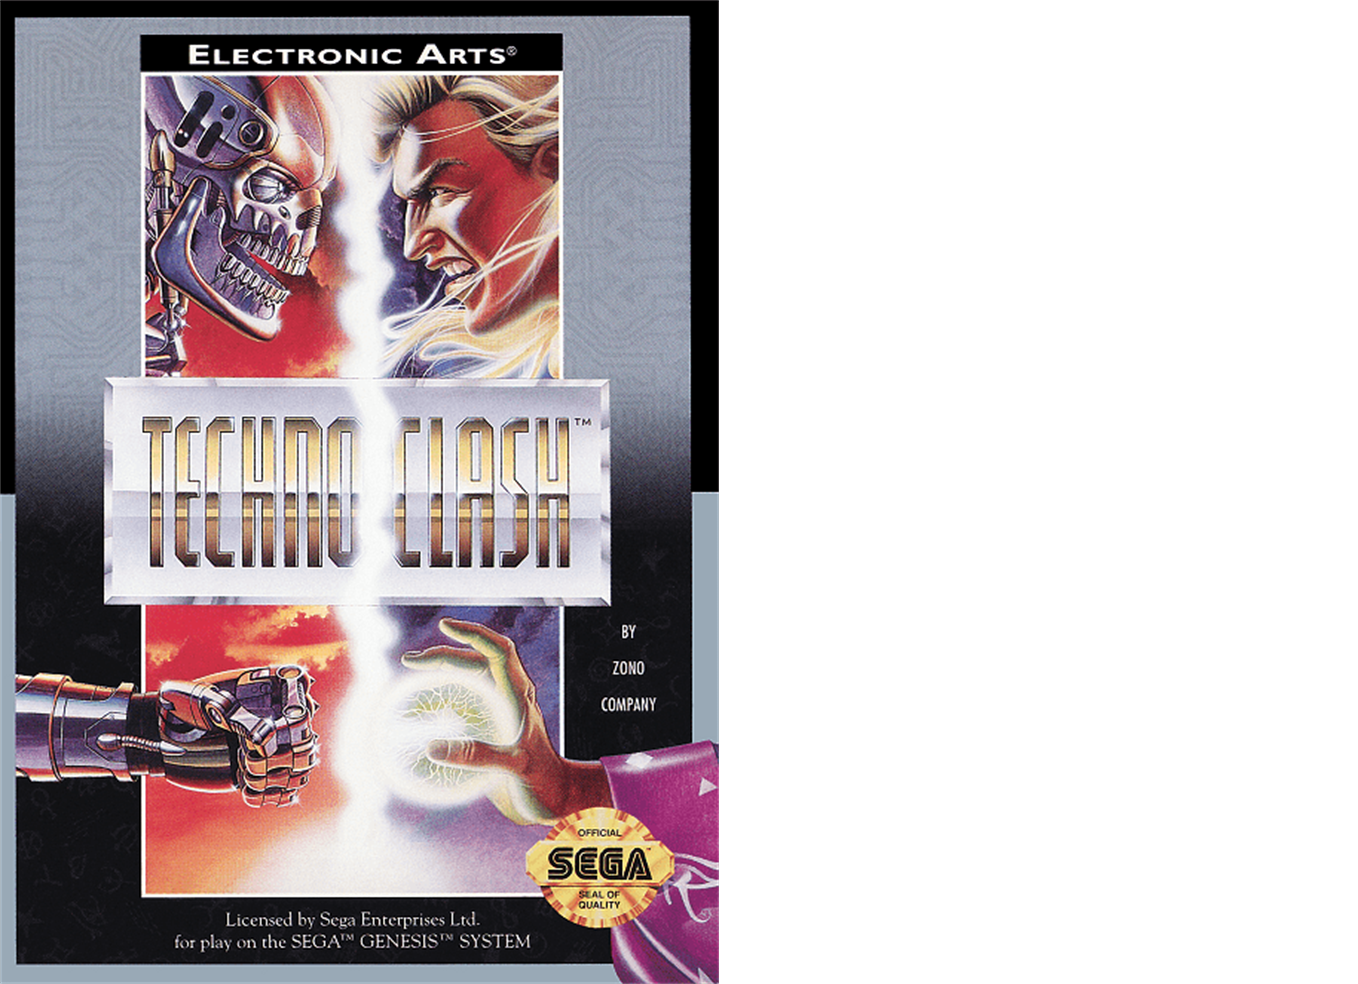 ELECTRONIC ARTS®
TECHNO CLASH™
BY
ZONO
COMPANY
OFFICIAL
SEGA™
SEAL OF
QUALITY
Licensed by Sega Enterprises Ltd.
for play on the SEGA™ GENESIS™ SYSTEM